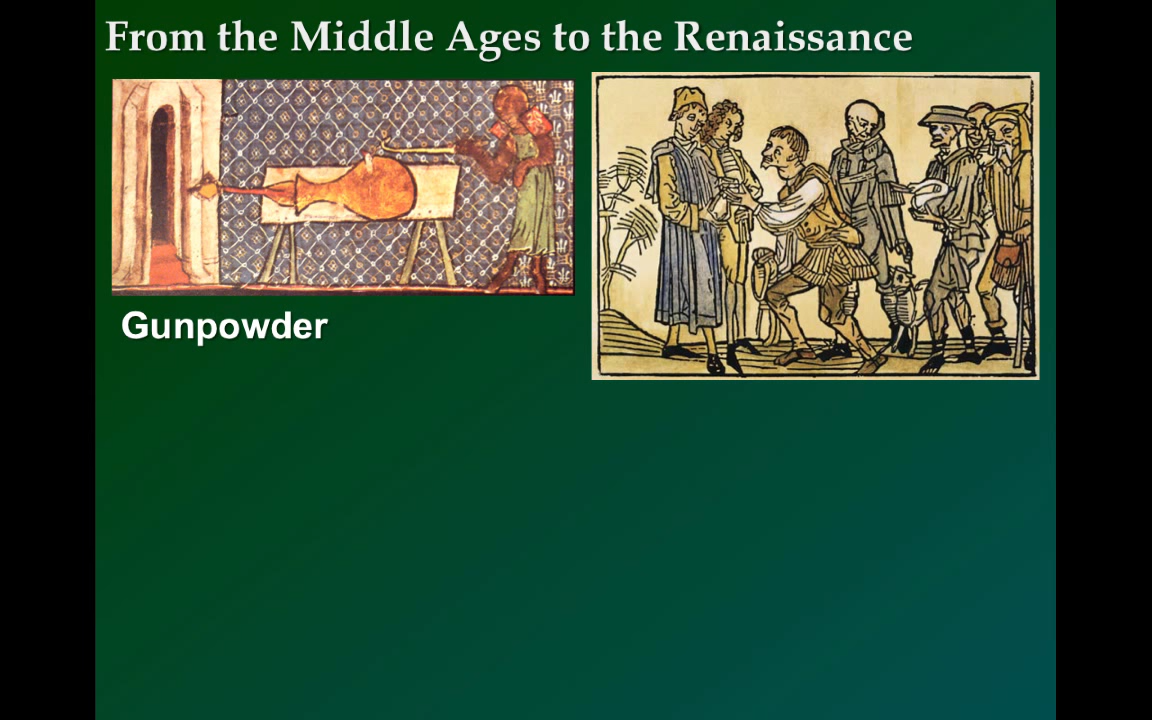 From the Middle Ages to the Renaissance
Gunpowder